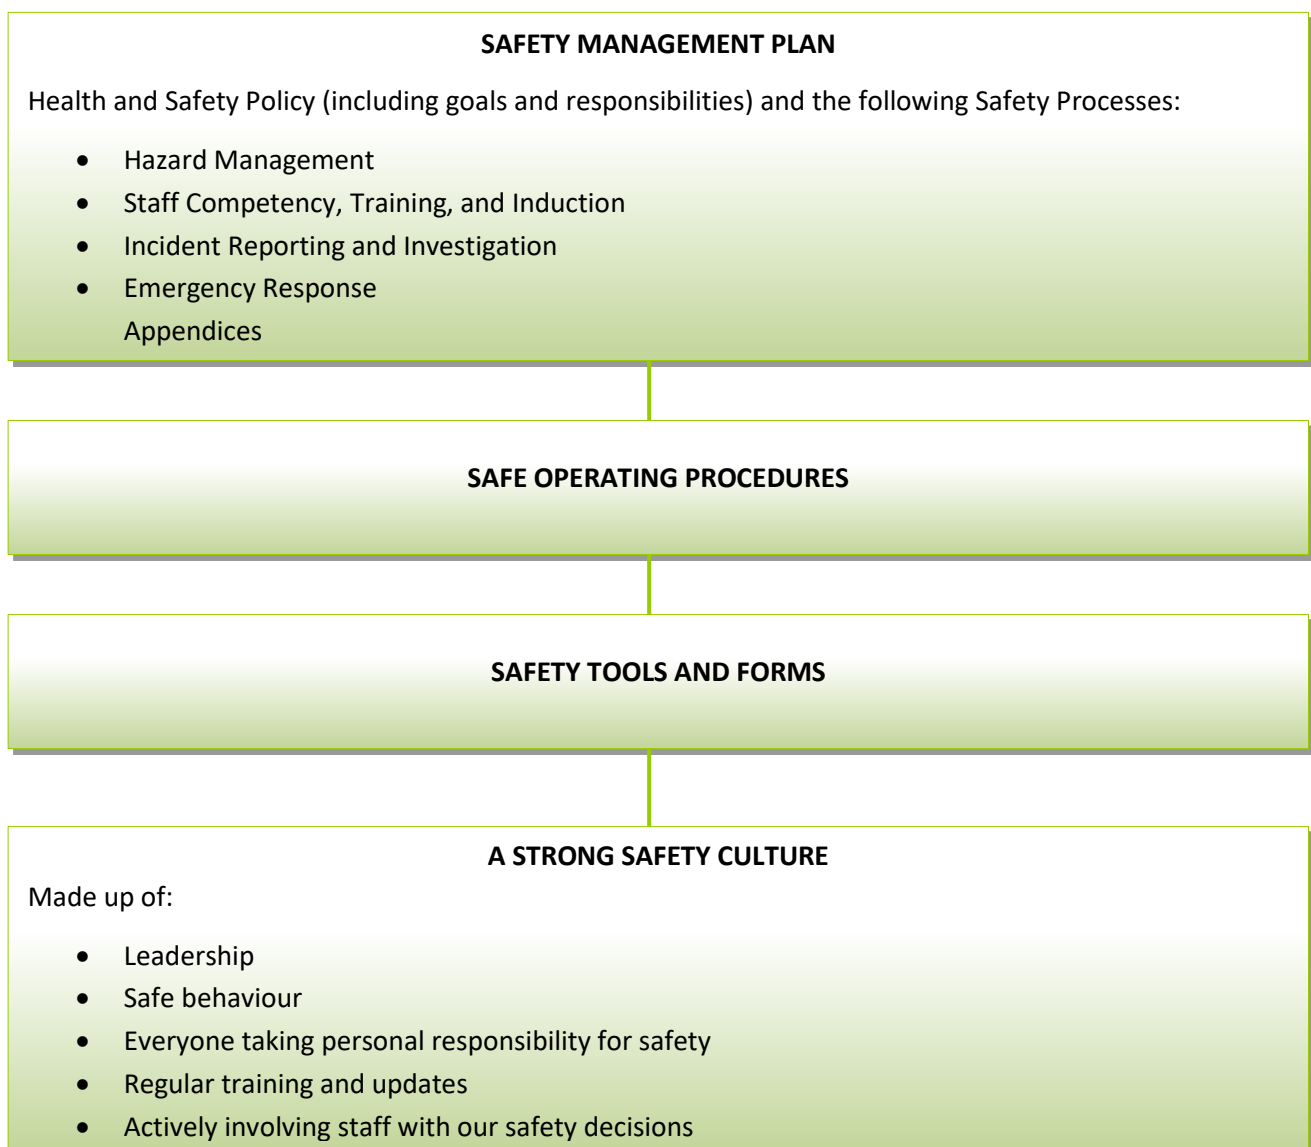 SAFETY MANAGEMENT PLAN
Health and Safety Policy (including goals and responsibilities) and the following Safety Processes:
• Hazard Management
• Staff Competency, Training, and Induction
• Incident Reporting and Investigation
• Emergency Response
Appendices
SAFE OPERATING PROCEDURES
SAFETY TOOLS AND FORMS
A STRONG SAFETY CULTURE
Made up of:
• Leadership
• Safe behaviour
• Everyone taking personal responsibility for safety
• Regular training and updates
• Actively involving staff with our safety decisions